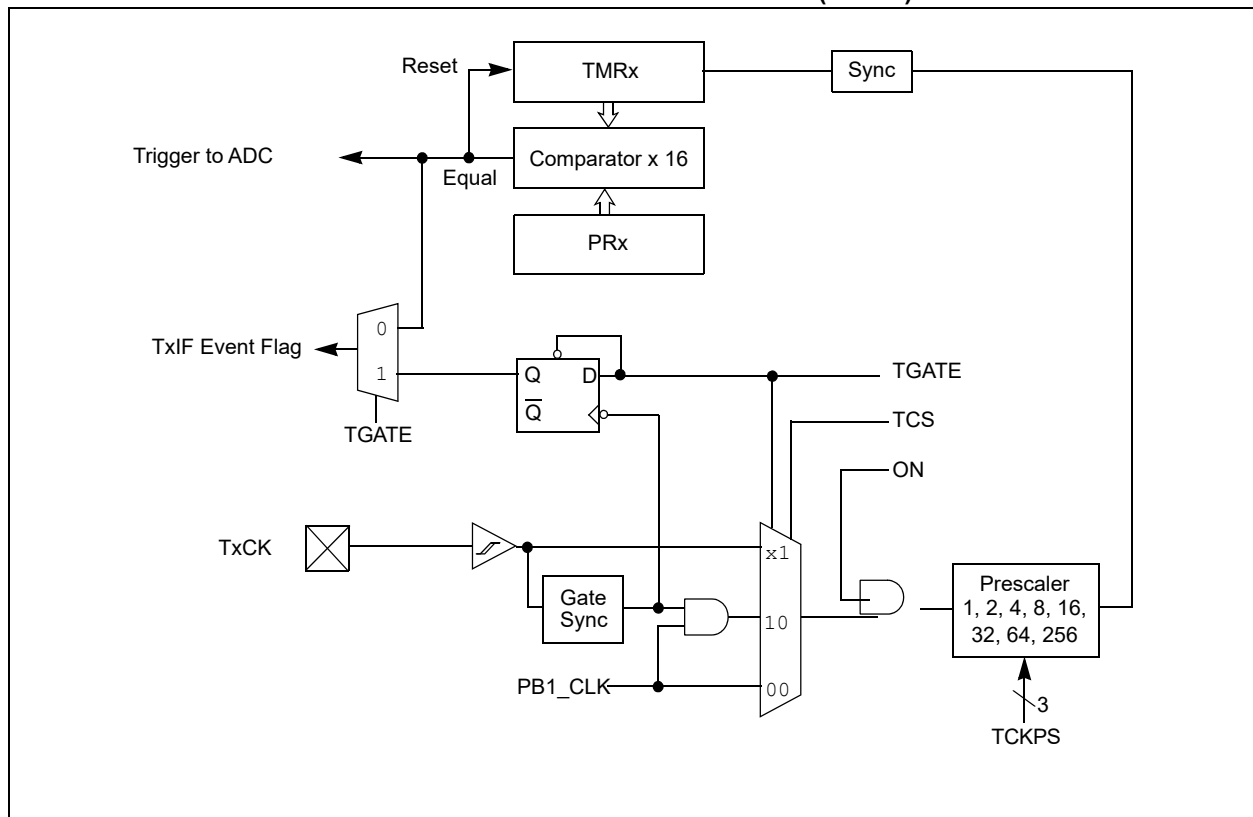 Reset
TMRx
Sync
Trigger to ADC
Equal
Comparator x 16
PRx
TxIF Event Flag
0
1
TGATE
Q
D
Q
TGATE
TCS
ON
TxCK
Gate
Sync
PB1_CLK
x1
10
00
Prescaler
1, 2, 4, 8, 16,
32, 64, 256
3
TCKPS